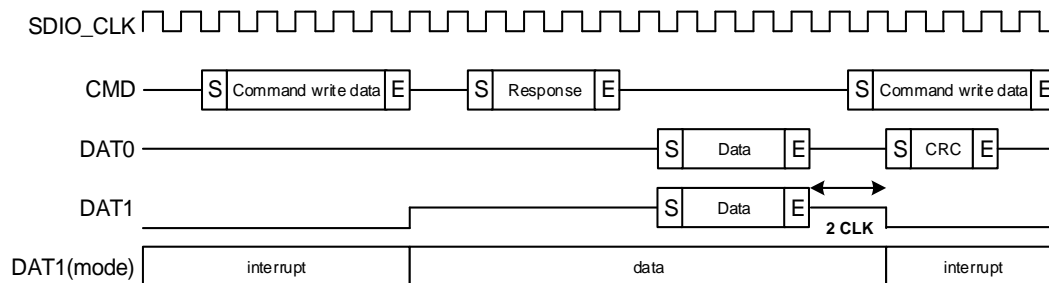 SDIO_CLK
CMD S Command write data E S Response E S Command write data E
DAT0 S Data E S CRC E
DAT1 S Data E 2 CLK
DAT1(mode) interrupt data interrupt